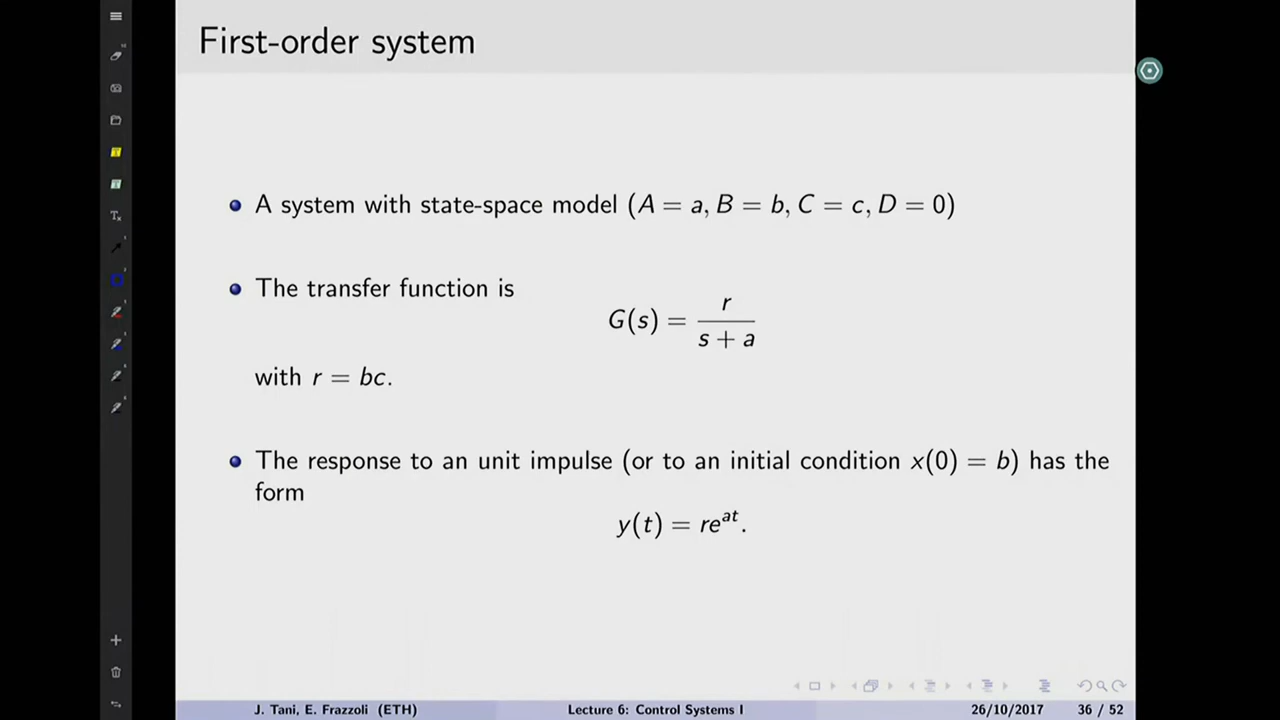 First-order system
A system with state-space model (A = a, B = b, C = c, D = 0)
The transfer function is
G(s) = r / (s + a)
with r = bc.
The response to an unit impulse (or to an initial condition x(0) = b) has the
form
y(t) = re^{at}.
J. Tani, E. Frazzoli (ETH) Lecture 6: Control Systems I 26/10/2017 36 / 52